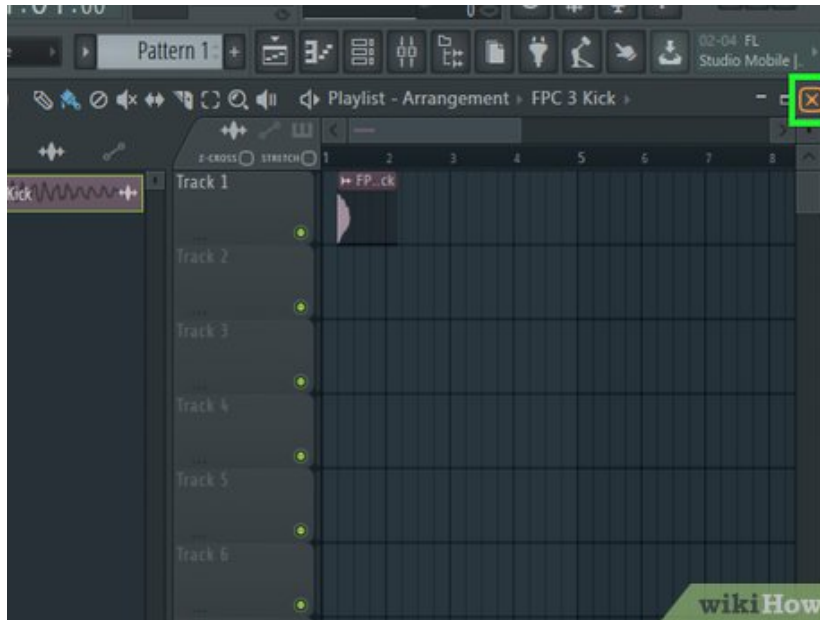 Pattern 1
02-04 FL
Studio Mobile |
Playlist - Arrangement FPC 3 Kick
Z-CROSS STRETCH 1 2 3 4 5 6 7 8
Kick
Track 1 FP...ck
Track 2
Track 3
Track 4
Track 5
Track 6
wikiHow